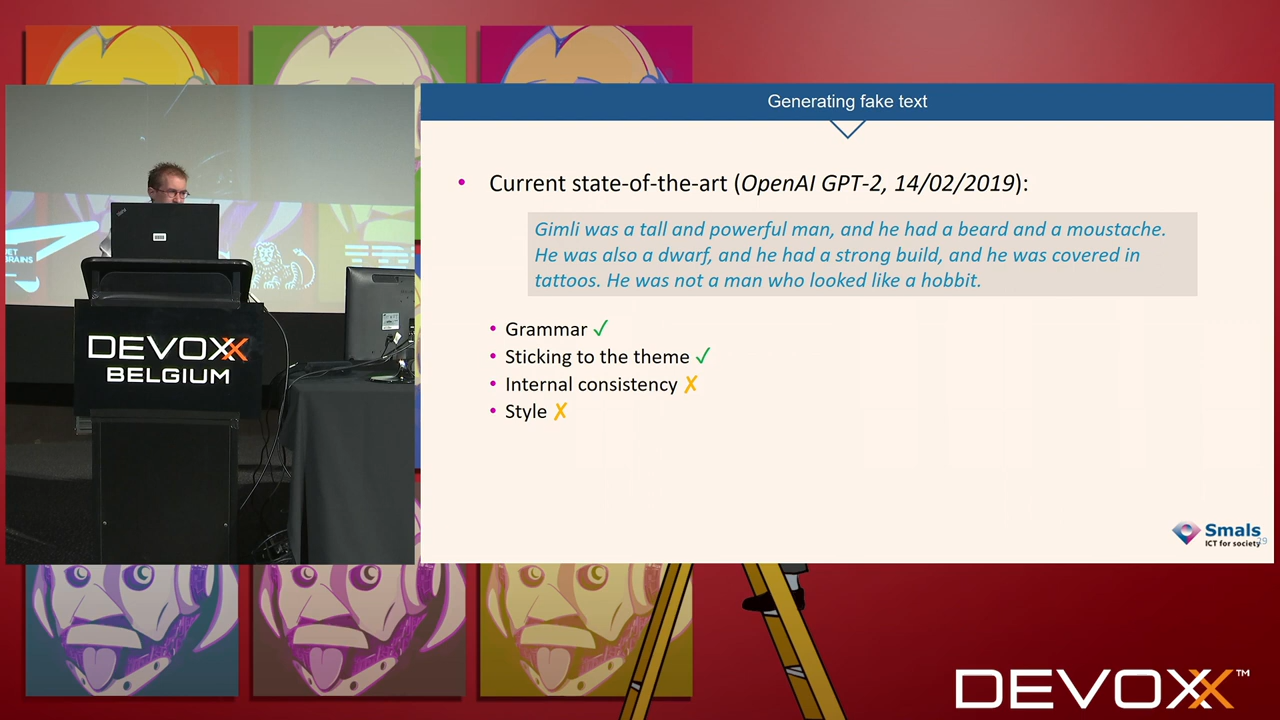 Generating fake text
• Current state-of-the-art (OpenAI GPT-2, 14/02/2019):
Gimli was a tall and powerful man, and he had a beard and a moustache.
He was also a dwarf, and he had a strong build, and he was covered in
tattoos. He was not a man who looked like a hobbit.
• Grammar ✓
• Sticking to the theme ✓
• Internal consistency ✗
• Style ✗
Smals
ICT for society
29
BRAINS
ING
DEVOXX
BELGIUM
DEVOXX™